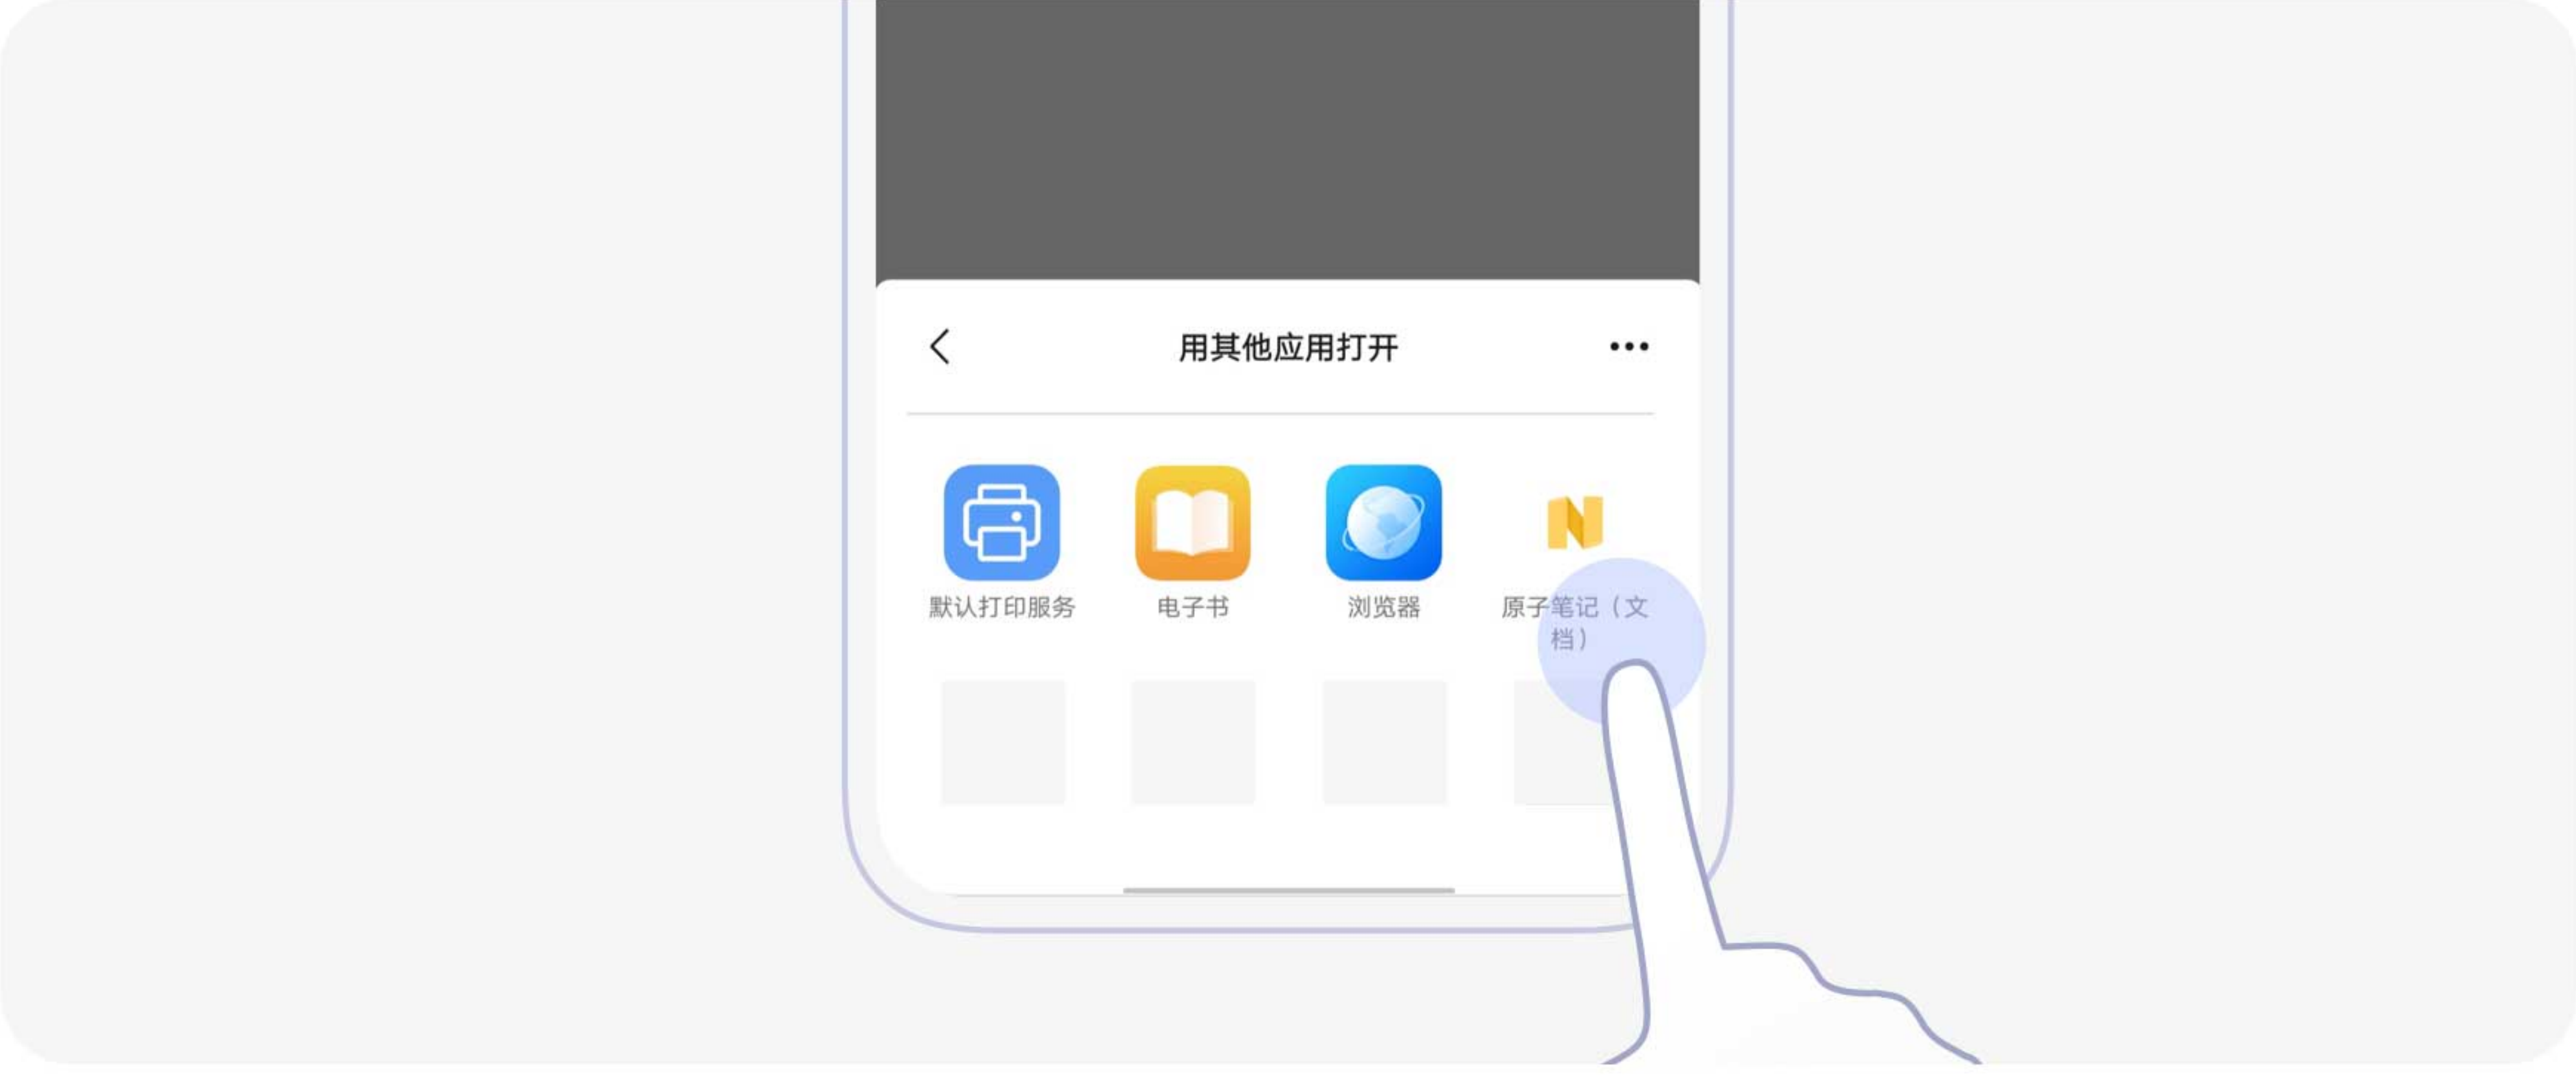 用其他应用打开
默认打印服务
电子书
浏览器
原子笔记（文
档）